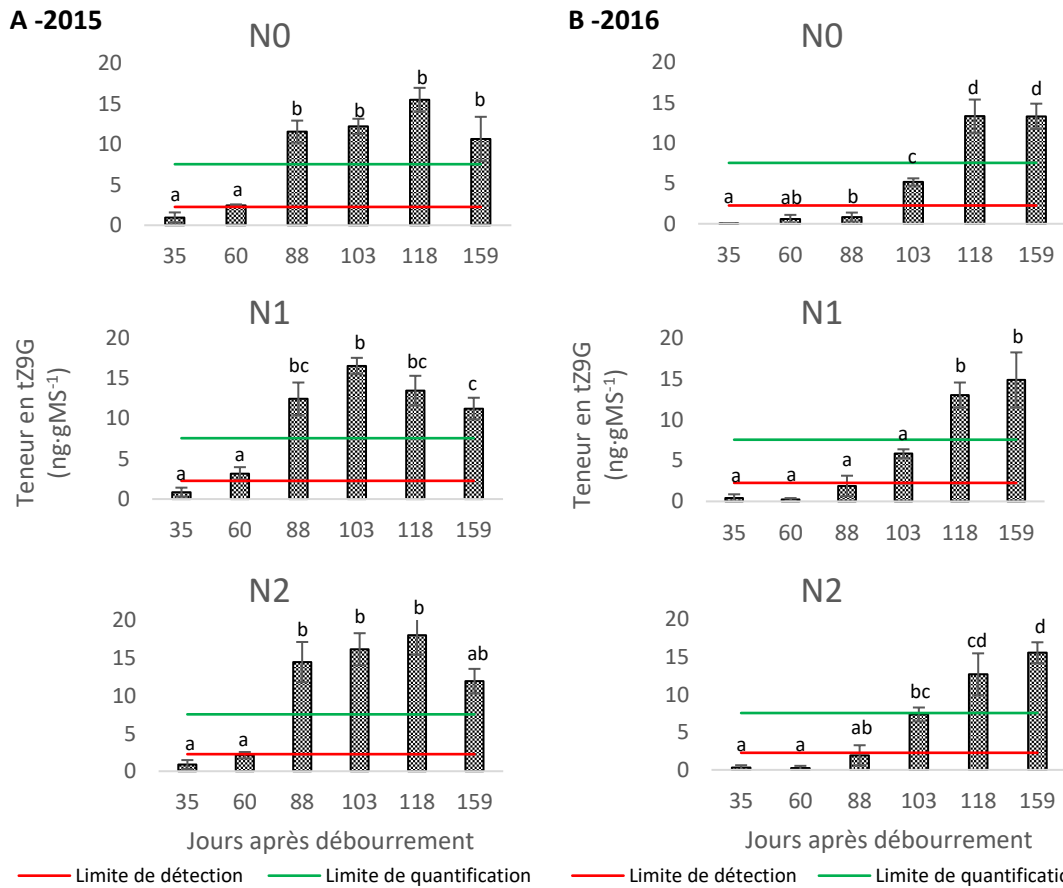 A -2015
N0
20
15
10
5
0
a a b b b b
35 60 88 103 118 159
N1
20
15
10
5
0
a a bc b bc c
35 60 88 103 118 159
N2
20
15
10
5
0
a a b b b ab
35 60 88 103 118 159
Teneur en tZ9G
(ng·gMS⁻¹)
Jours après débourrement
Limite de détection Limite de quantification
B -2016
N0
20
15
10
5
0
a ab b c d d
35 60 88 103 118 159
N1
20
15
10
5
0
a a a a b b
35 60 88 103 118 159
N2
20
15
10
5
0
a a ab bc cd d
35 60 88 103 118 159
Teneur en tZ9G
(ng·gMS⁻¹)
Jours après débourrement
Limite de détection Limite de quantificatio